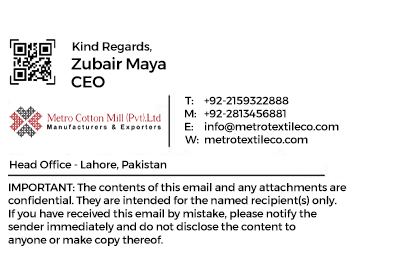 Kind Regards,
Zubair Maya
CEO
Metro Cotton Mill (Pvt).Ltd
Manufacturers & Exporters
T: +92-2159322888
M: +92-2813456881
E: info@metrotextileco.com
W: metrotextileco.com
Head Office - Lahore, Pakistan
IMPORTANT: The contents of this email and any attachments are
confidential. They are intended for the named recipient(s) only.
If you have received this email by mistake, please notify the
sender immediately and do not disclose the content to
anyone or make copy thereof.